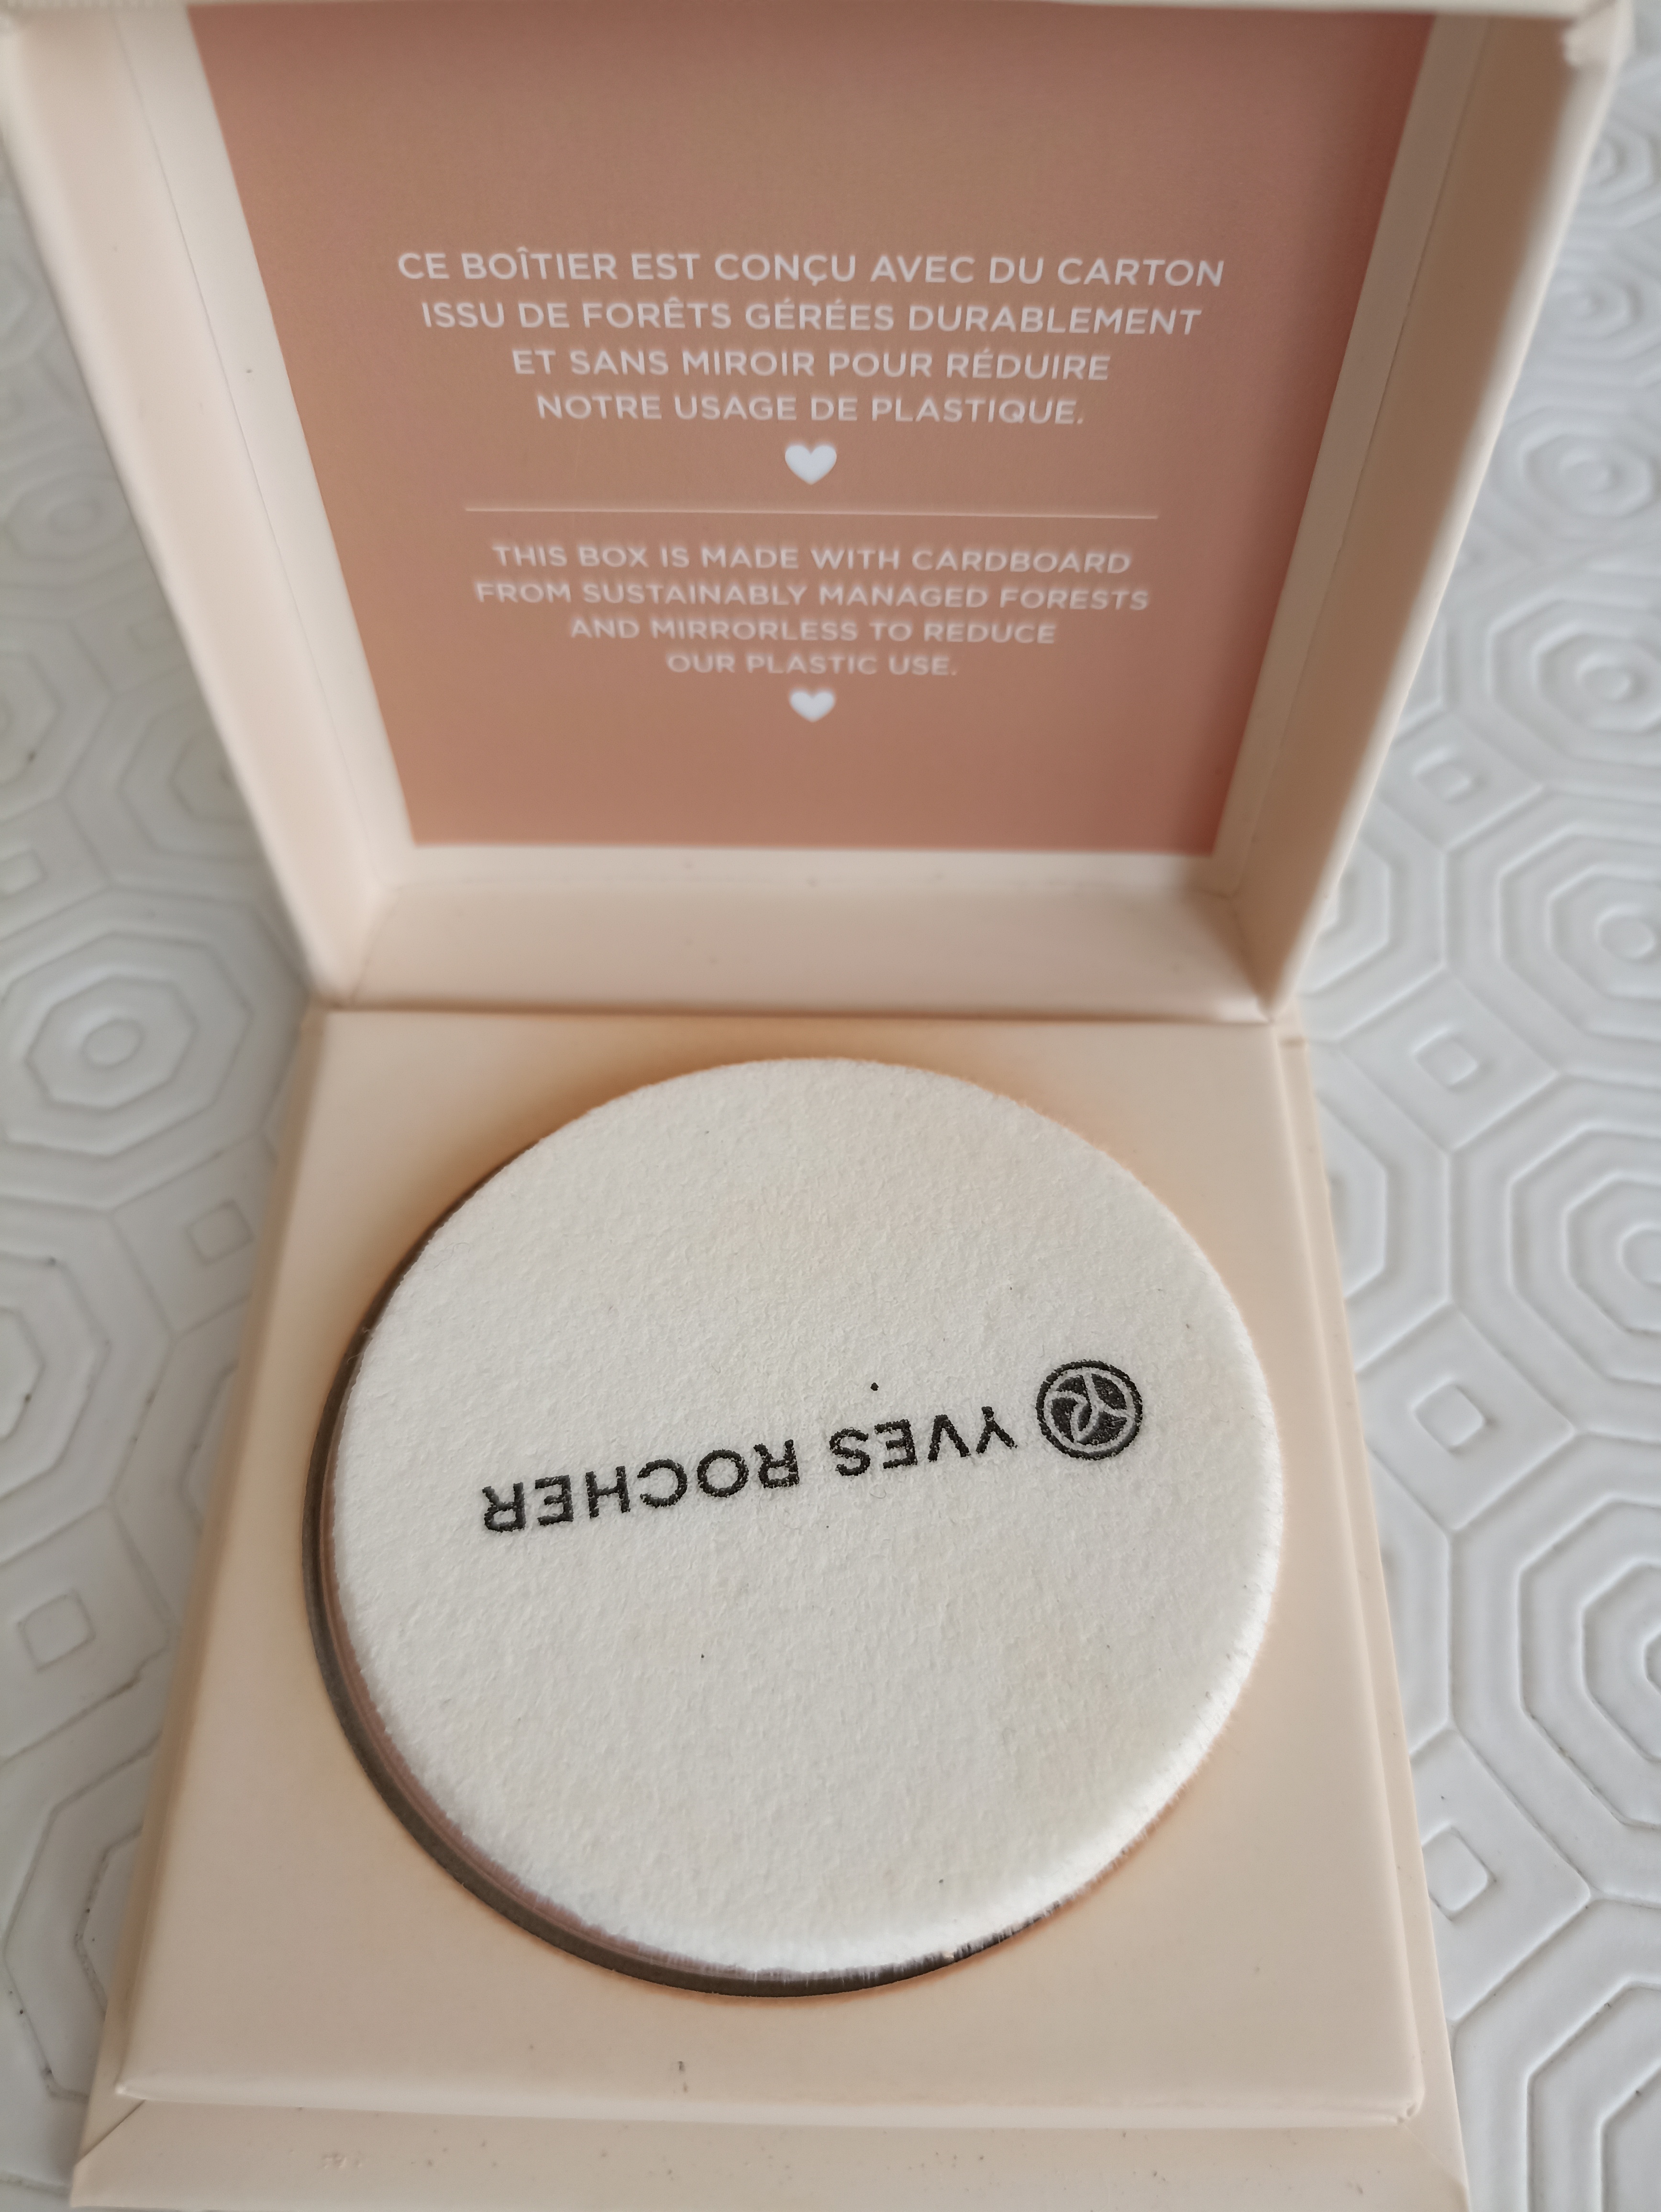 CE BOÎTIER EST CONÇU AVEC DU CARTON
ISSU DE FORÊTS GÉRÉES DURABLEMENT
ET SANS MIROIR POUR RÉDUIRE
NOTRE USAGE DE PLASTIQUE.
THIS BOX IS MADE WITH CARDBOARD
FROM SUSTAINABLY MANAGED FORESTS
AND MIRRORLESS TO REDUCE
OUR PLASTIC USE.
YVES ROCHER